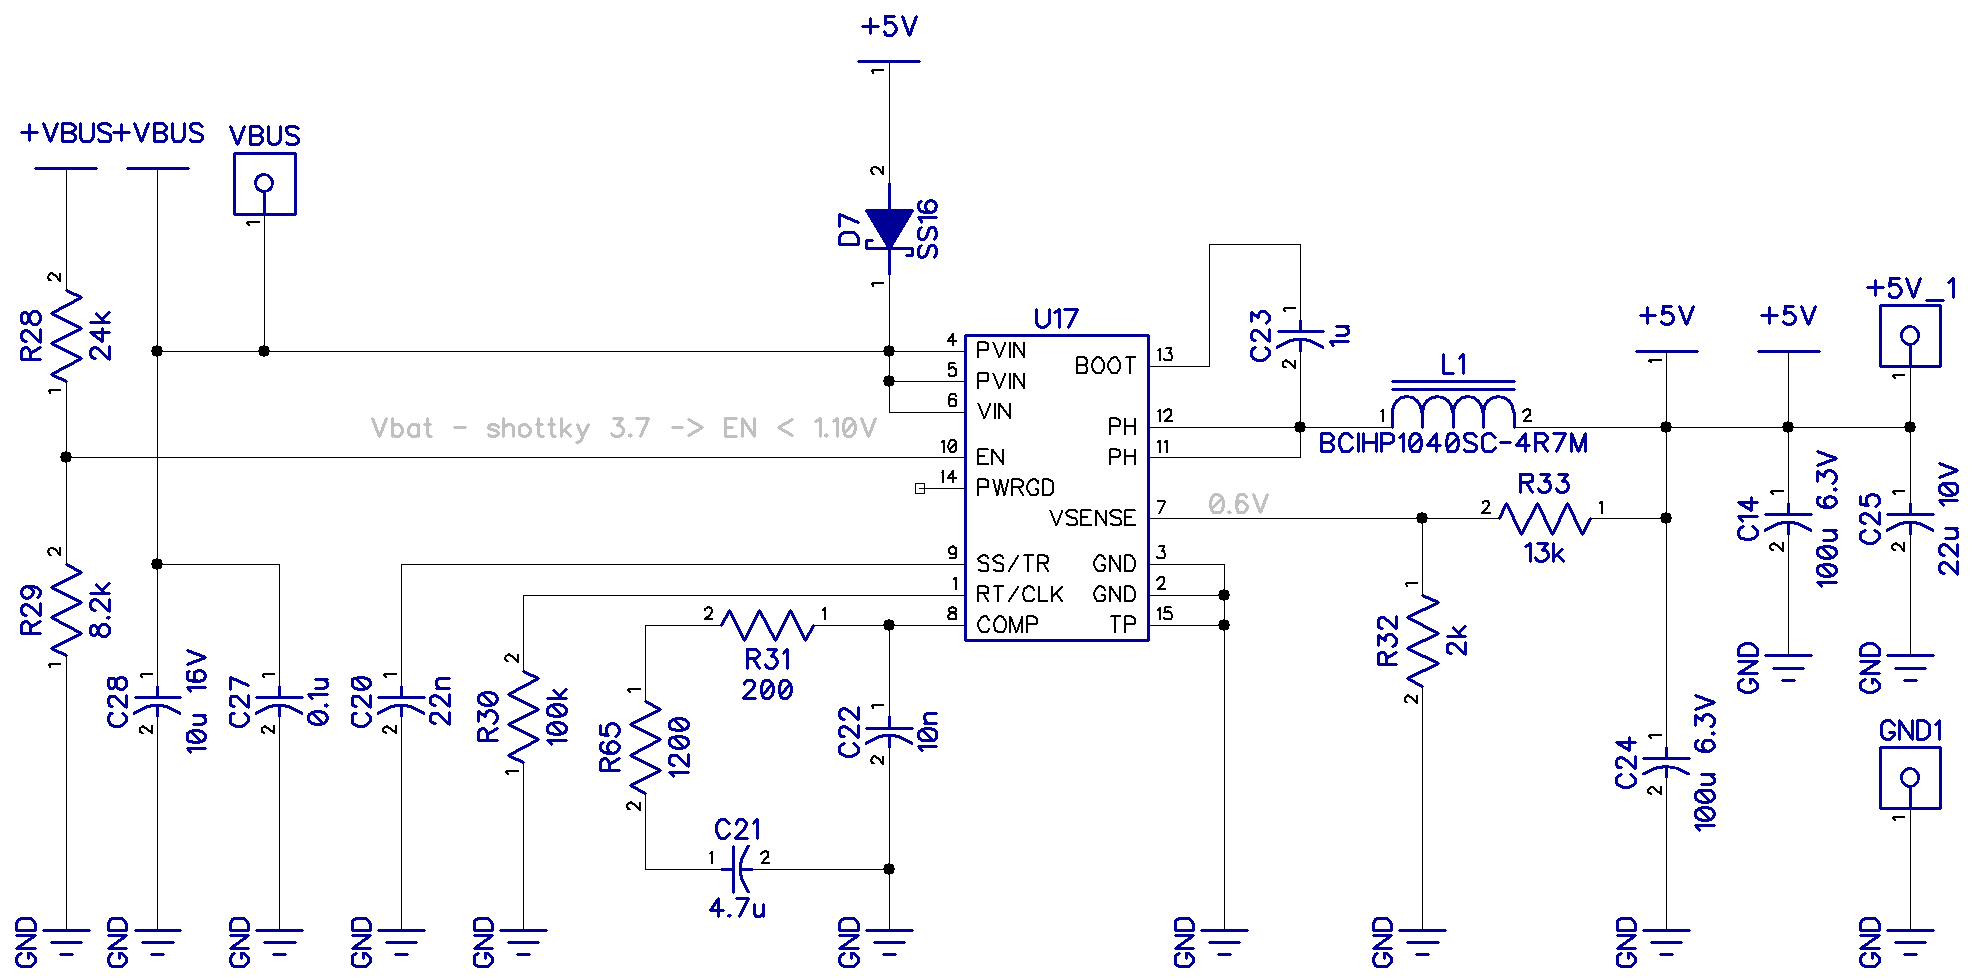 +5V
1
2
D7
SS16
1
+VBUS
+VBUS
VBUS
1
2
R28
24k
1
Vbat - shottky 3.7 -> EN < 1.10V
2
R29
8.2k
1
U17
4 PVIN
5 PVIN
6 VIN
10 EN
14 PWRGD
9 SS/TR
1 RT/CLK
8 COMP
BOOT 13
PH 12
PH 11
VSENSE 7
GND 3
GND 2
TP 15
0.6V
1
C23
1u
2
L1
1 2
BCIHP1040SC-4R7M
+5V
1
+5V
+5V_1
1
R33
2 1
13k
1
R32
2k
2
1
C14
100u 6.3V
2
GND
1
C25
22u 10V
2
GND
1
C24
100u 6.3V
2
GND1
1
1
C28
10u 16V
2
1
C27
0.1u
2
1
C20
22n
2
2
R30
100k
1
2 1
R31
200
1
R65
1200
2
1
C22
10n
2
C21
1 2
4.7u
GND
GND
GND
GND
GND
GND
GND
GND
GND
GND